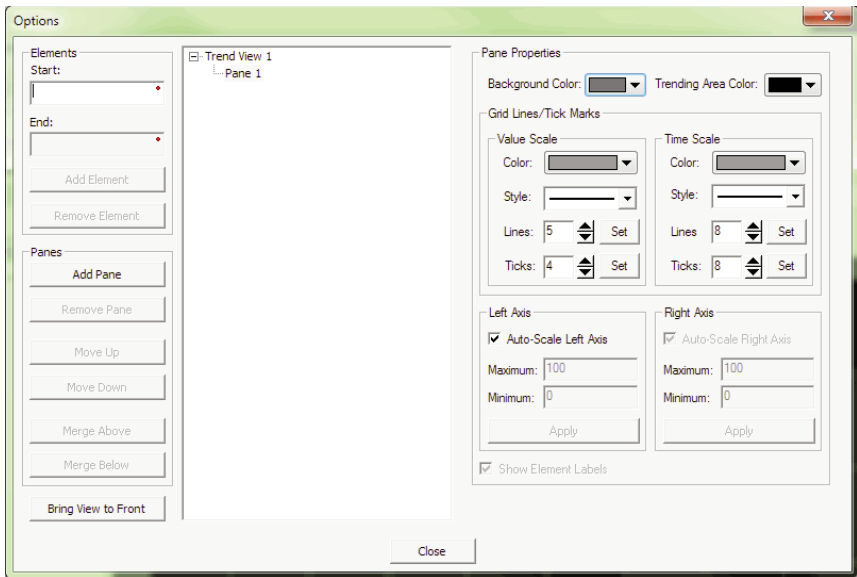 Options
Elements
Start:
End:
Add Element
Remove Element
Panes
Add Pane
Remove Pane
Move Up
Move Down
Merge Above
Merge Below
Bring View to Front
Trend View 1
Pane 1
Pane Properties
Background Color: Trending Area Color:
Grid Lines/Tick Marks
Value Scale
Color:
Style:
Lines: 5 Set
Ticks: 4 Set
Time Scale
Color:
Style:
Lines 8 Set
Ticks: 8 Set
Left Axis
Auto-Scale Left Axis
Maximum: 100
Minimum: 0
Apply
Right Axis
Auto-Scale Right Axis
Maximum: 100
Minimum: 0
Apply
Show Element Labels
Close